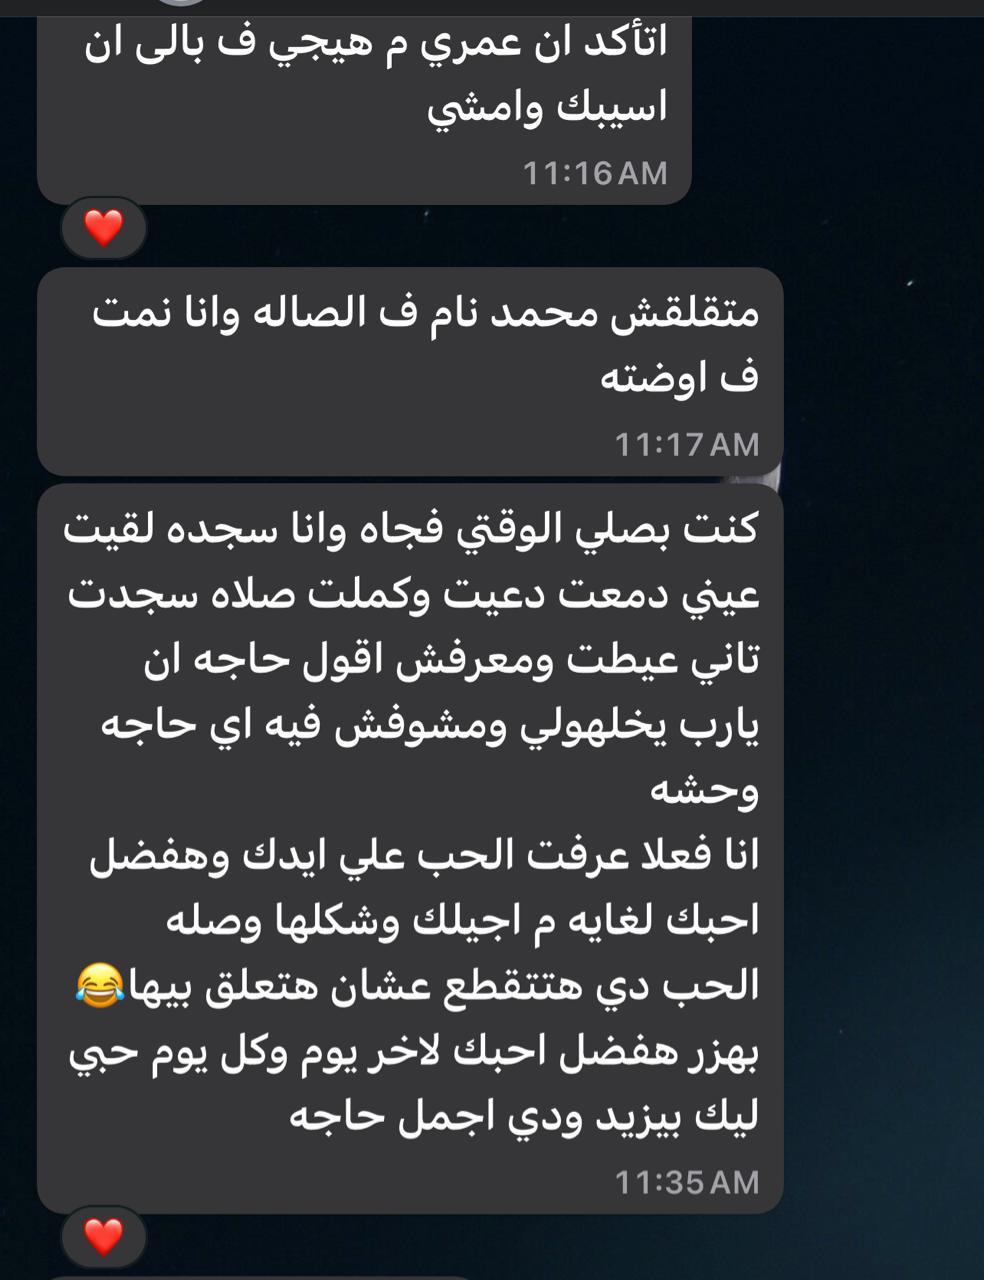 اتأكد ان عمري م هيجي ف بالى ان
اسيبك وامشي
11:16 AM
❤️
متقلقش محمد نام ف الصاله وانا نمت
ف اوضته
11:17 AM
كنت بصلي الوقتي فجاه وانا سجده لقيت
عيني دمعت دعيت وكملت صلاه سجدت
تاني عيطت ومعرفش اقول حاجه ان
يارب يخلهولي ومشوفش فيه اي حاجه
وحشه
انا فعلا عرفت الحب علي ايدك وهفضل
احبك لغايه م اجيلك وشكلها وصله
الحب دي هتتقطع عشان هتعلق بيها😂
بهزر هفضل احبك لاخر يوم وكل يوم حبي
ليك بيزيد ودي اجمل حاجه
11:35 AM
❤️